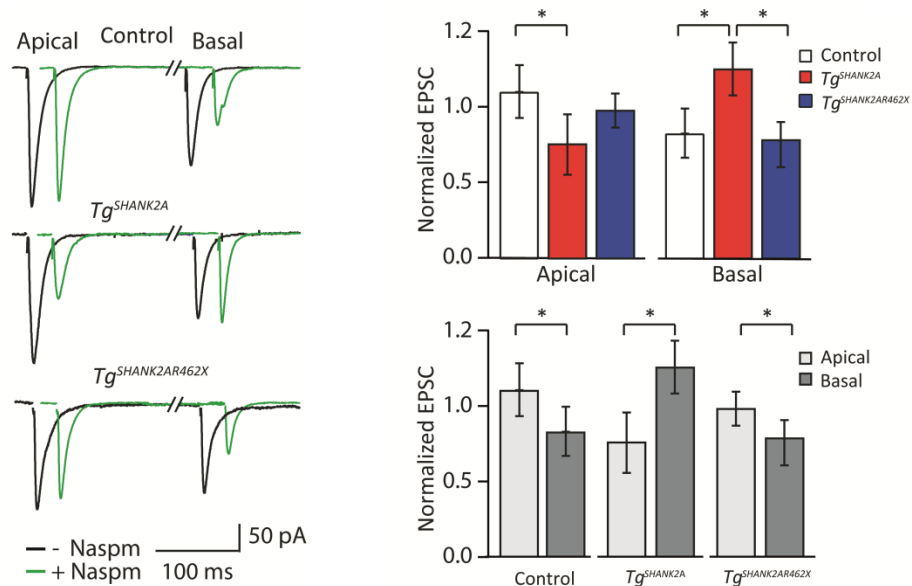 Apical Control Basal
Tg^SHANK2A
Tg^SHANK2AR462X
- Naspm
+ Naspm
50 pA
100 ms
* * *
1.2
1.0
0.5
0.0
Normalized EPSC
Control
Tg^SHANK2A
Tg^SHANK2AR462X
Apical Basal
* * *
1.2
1.0
0.5
0.0
Normalized EPSC
Apical
Basal
Control Tg^SHANK2A Tg^SHANK2AR462X